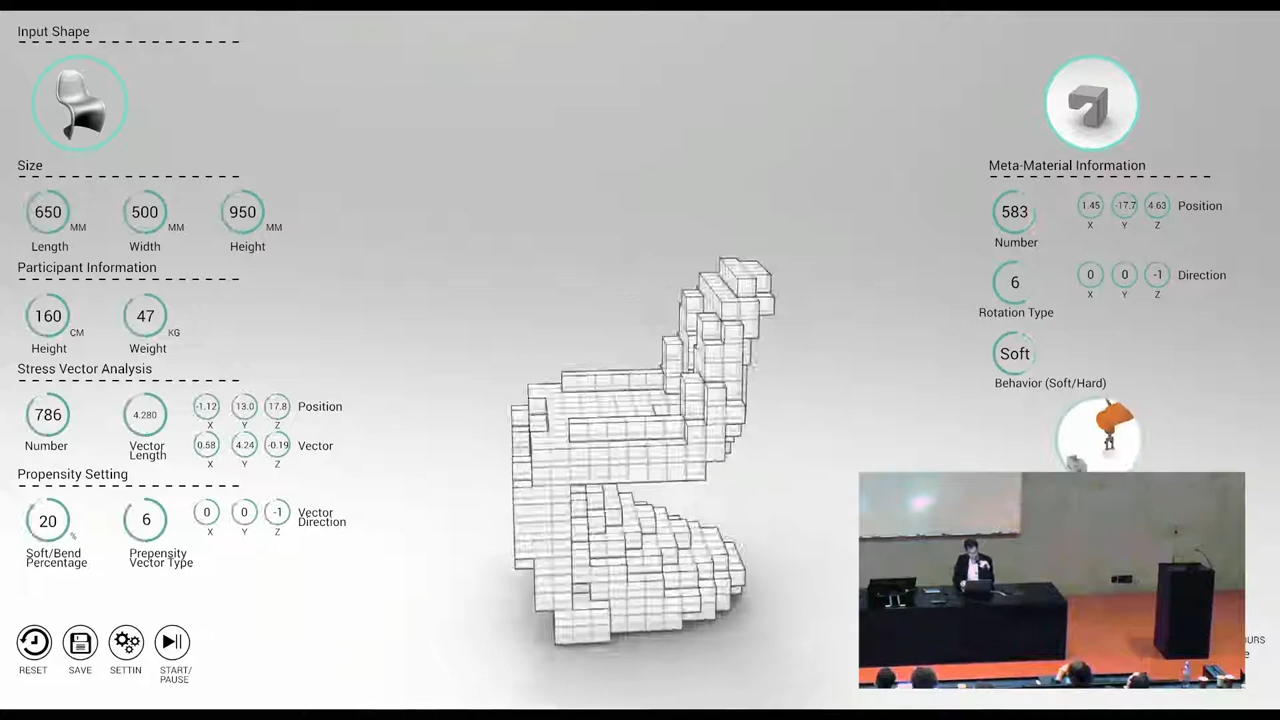 Input Shape
Size
650 MM 500 MM 950 MM
Length Width Height
Participant Information
160 CM 47 KG
Height Weight
Stress Vector Analysis
786 4.280 -1.12 13.0 17.8 Position
X Y Z
Number Vector Length 0.58 4.24 -0.19 Vector
X Y Z
Propensity Setting
20 % 6 0 0 -1 Vector Direction
X Y Z
Soft/Bend Percentage Prepensity Vector Type
RESET SAVE SETTIN START/ PAUSE
Meta-Material Information
583 1.45 -17.7 4.63 Position
X Y Z
Number
6 0 0 -1 Direction
X Y Z
Rotation Type
Soft
Behavior (Soft/Hard)
OURS
e